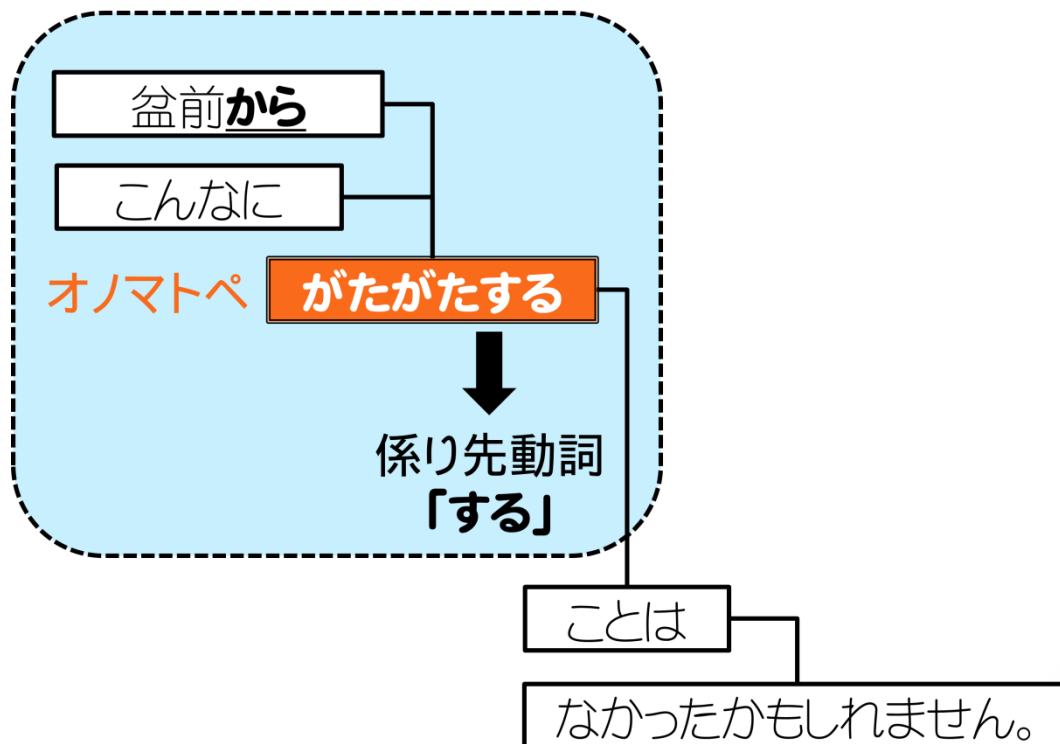 盆前から
こんなに
オノマトペ がたがたする
係り先動詞
「する」
ことは
なかったかもしれません。